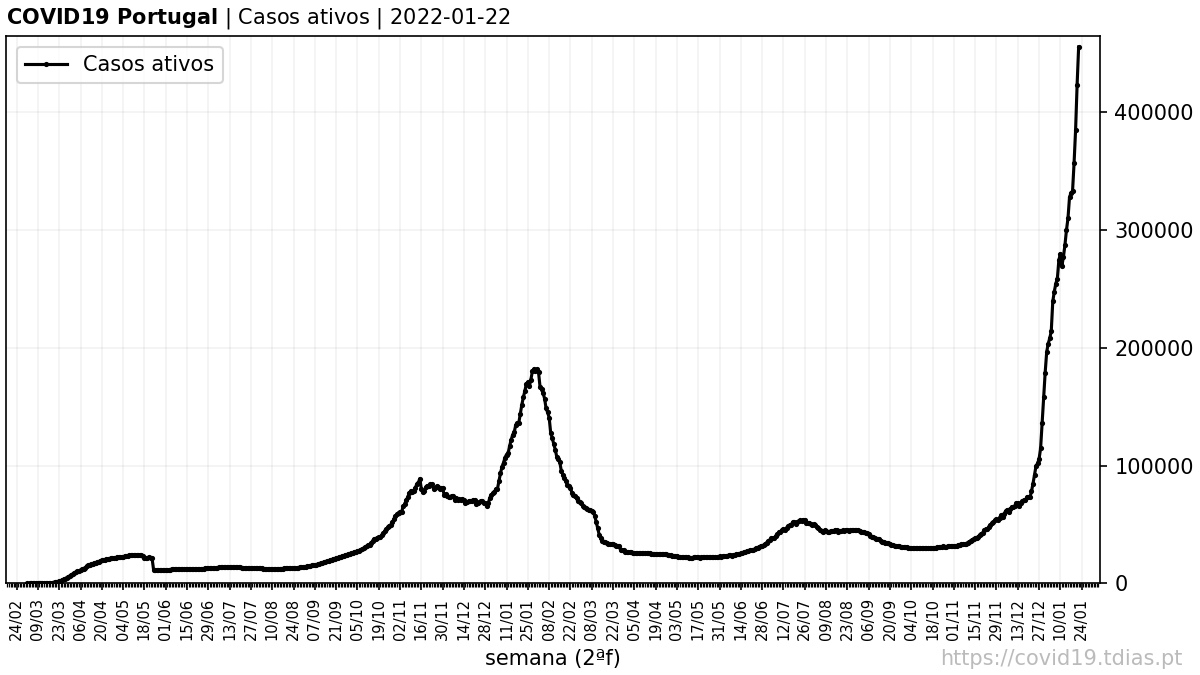 COVID19 Portugal | Casos ativos | 2022-01-22
Casos ativos
400000
300000
200000
100000
0
24/02 09/03 23/03 06/04 20/04 04/05 18/05 01/06 15/06 29/06 13/07 27/07 10/08 24/08 07/09 21/09 05/10 19/10 02/11 16/11 30/11 14/12 28/12 11/01 25/01 08/02 22/02 08/03 22/03 05/04 19/04 03/05 17/05 31/05 14/06 28/06 12/07 26/07 09/08 23/08 06/09 20/09 04/10 18/10 01/11 15/11 29/11 13/12 27/12 10/01 24/01
semana (2ªf)
https://covid19.tdias.pt